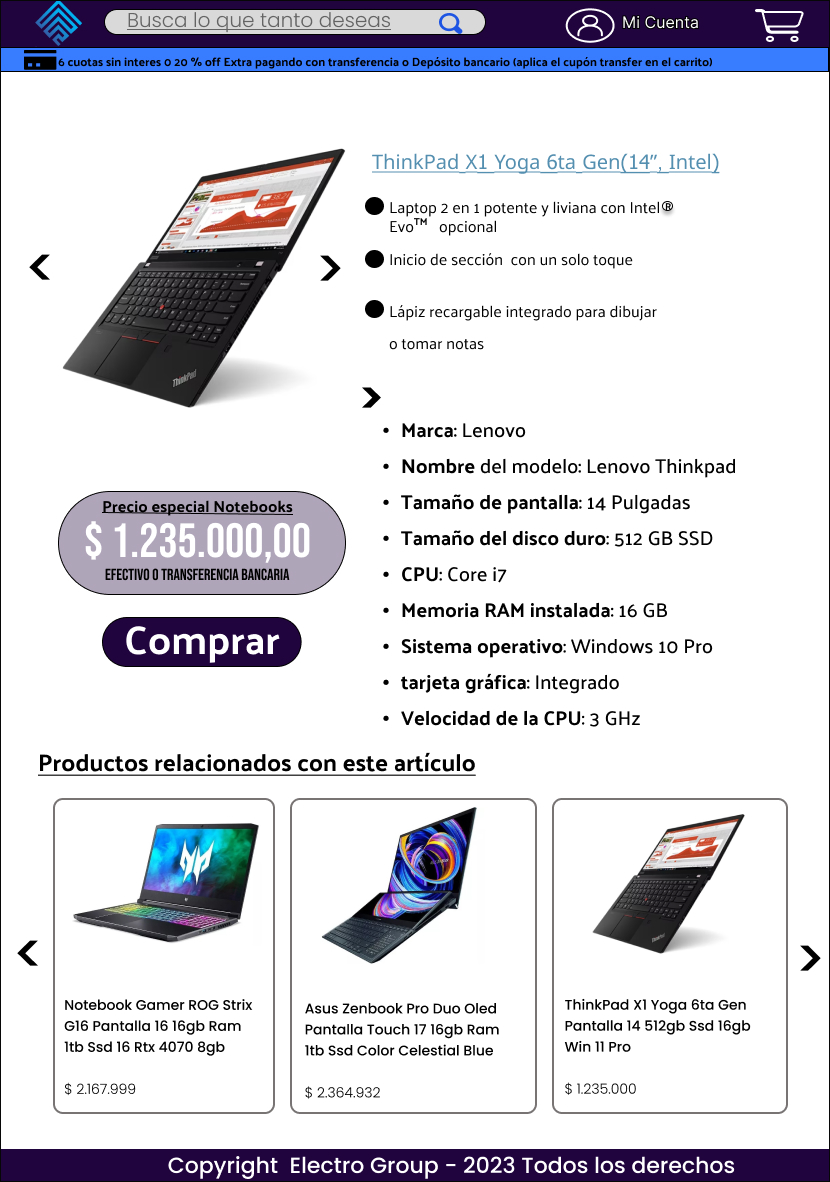 Busca lo que tanto deseas
Mi Cuenta
6 cuotas sin interes 0 20 % off Extra pagando con transferencia o Depósito bancario (aplica el cupón transfer en el carrito)
ThinkPad X1 Yoga 6ta Gen(14”, Intel)
Laptop 2 en 1 potente y liviana con Intel®
Evo™ opcional
Inicio de sección con un solo toque
Lápiz recargable integrado para dibujar
o tomar notas
ThinkPad
• Marca: Lenovo
• Nombre del modelo: Lenovo Thinkpad
• Tamaño de pantalla: 14 Pulgadas
• Tamaño del disco duro: 512 GB SSD
• CPU: Core i7
• Memoria RAM instalada: 16 GB
• Sistema operativo: Windows 10 Pro
• tarjeta gráfica: Integrado
• Velocidad de la CPU: 3 GHz
Precio especial Notebooks
$ 1.235.000,00
EFECTIVO O TRANSFERENCIA BANCARIA
Comprar
Productos relacionados con este artículo
Notebook Gamer ROG Strix
G16 Pantalla 16 16gb Ram
1tb Ssd 16 Rtx 4070 8gb
$ 2.167.999
Asus Zenbook Pro Duo Oled
Pantalla Touch 17 16gb Ram
1tb Ssd Color Celestial Blue
$ 2.364.932
ThinkPad X1 Yoga 6ta Gen
Pantalla 14 512gb Ssd 16gb
Win 11 Pro
$ 1.235.000
Copyright Electro Group - 2023 Todos los derechos